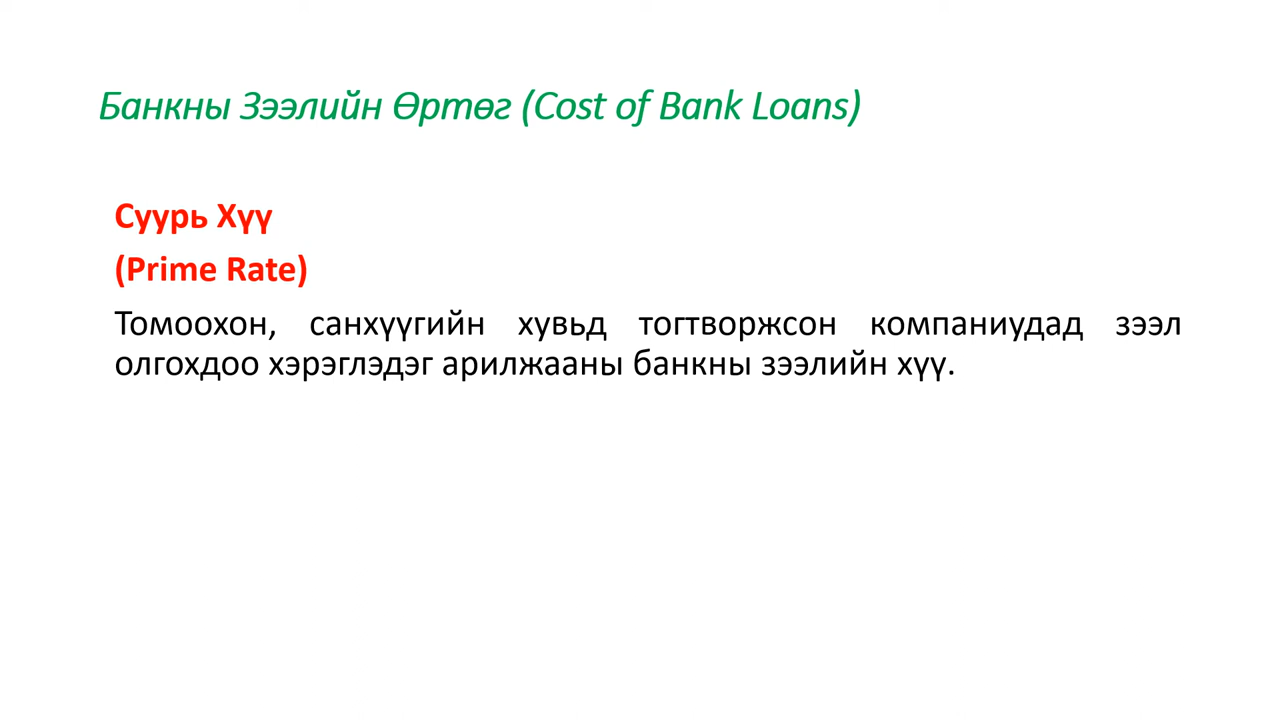 Банкны Зээлийн Өртөг (Cost of Bank Loans)
Суурь Хүү
(Prime Rate)
Томоохон, санхүүгийн хувьд тогтворжсон компаниудад зээл
олгохдоо хэрэглэдэг арилжааны банкны зээлийн хүү.